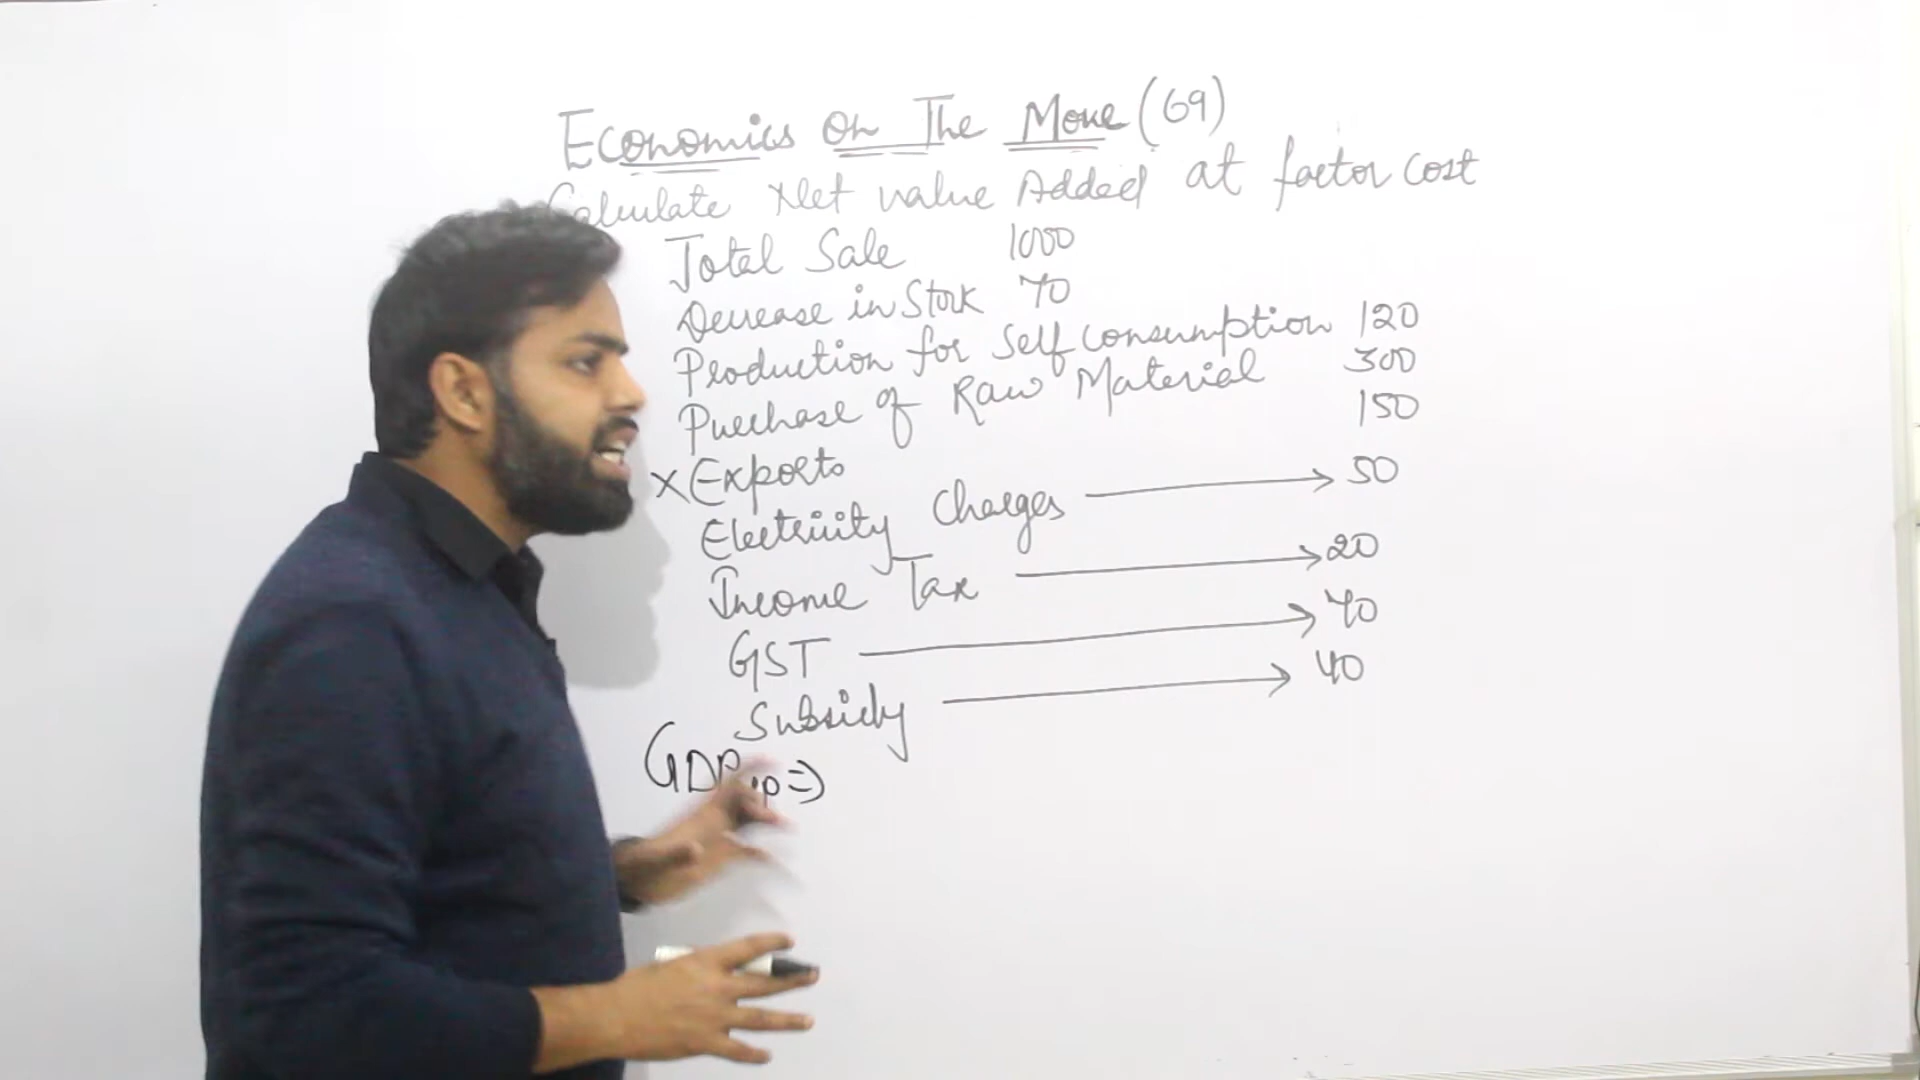 Economics On The Move (69)
Calculate Net value Added at factor cost
Total Sale 1000
Decrease in Stock 70
Production for Self consumption 120
Purchase of Raw Material 300
X Exports 150
Electricity Charges → 50
Income Tax → 20
GST → 70
Subsidy → 40
GDP ⇒